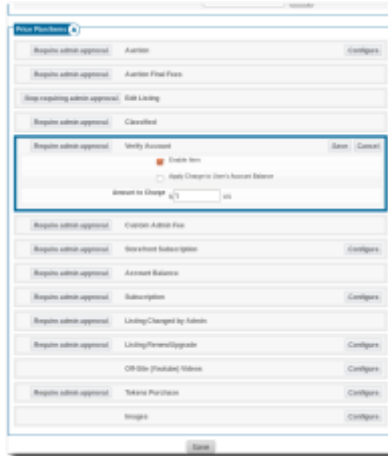 Price Plan Items
Require admin approval Auction Configure
Require admin approval Auction Final Fees
Stop requiring admin approval Edit Listing
Require admin approval Classified
Require admin approval Verify Account Save Cancel
Enable Item
Apply Charge to User's Account Balance
Amount to Charge $
Require admin approval Custom Admin Fee
Require admin approval Storefront Subscription Configure
Require admin approval Account Balance
Require admin approval Subscription Configure
Require admin approval Listing Changed by Admin
Require admin approval Listing Renew/Upgrade Configure
Off-Site (Youtube) Videos Configure
Require admin approval Tokens Purchase Configure
Images Configure
Save